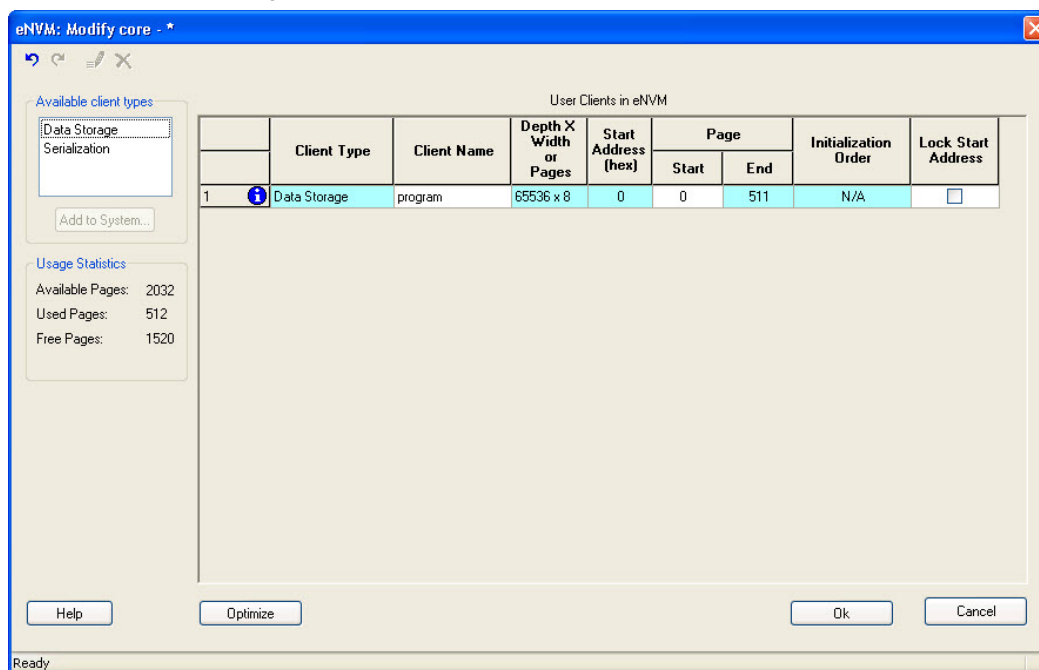 eNVM: Modify core - *
Available client types
Data Storage
Serialization
Add to System...
Usage Statistics
Available Pages: 2032
Used Pages: 512
Free Pages: 1520
User Clients in eNVM
Client Type
Client Name
Depth X
Width
or
Pages
Start
Address
(hex)
Page
Start
End
Initialization
Order
Lock Start
Address
1 Data Storage program 65536 x 8 0 0 511 N/A
Help
Optimize
Ok
Cancel
Ready